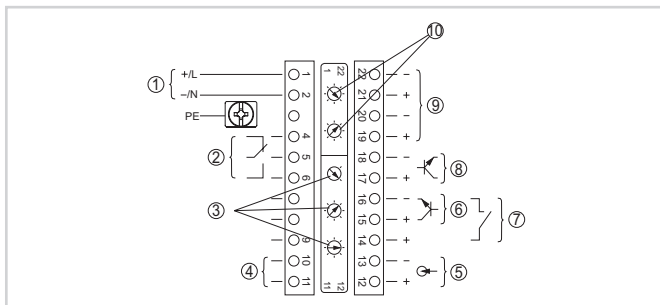 ⑩
① +/L 1 1 22 22 − ⑨
−/N 2 21 +
PE 20 −
② 4 19 +
5 18 − ⑧
6 17 +
③ 16 − ⑥ ⑦
15 +
9 14 +
④ 10 13 − ⑤
11 11 12 12 +